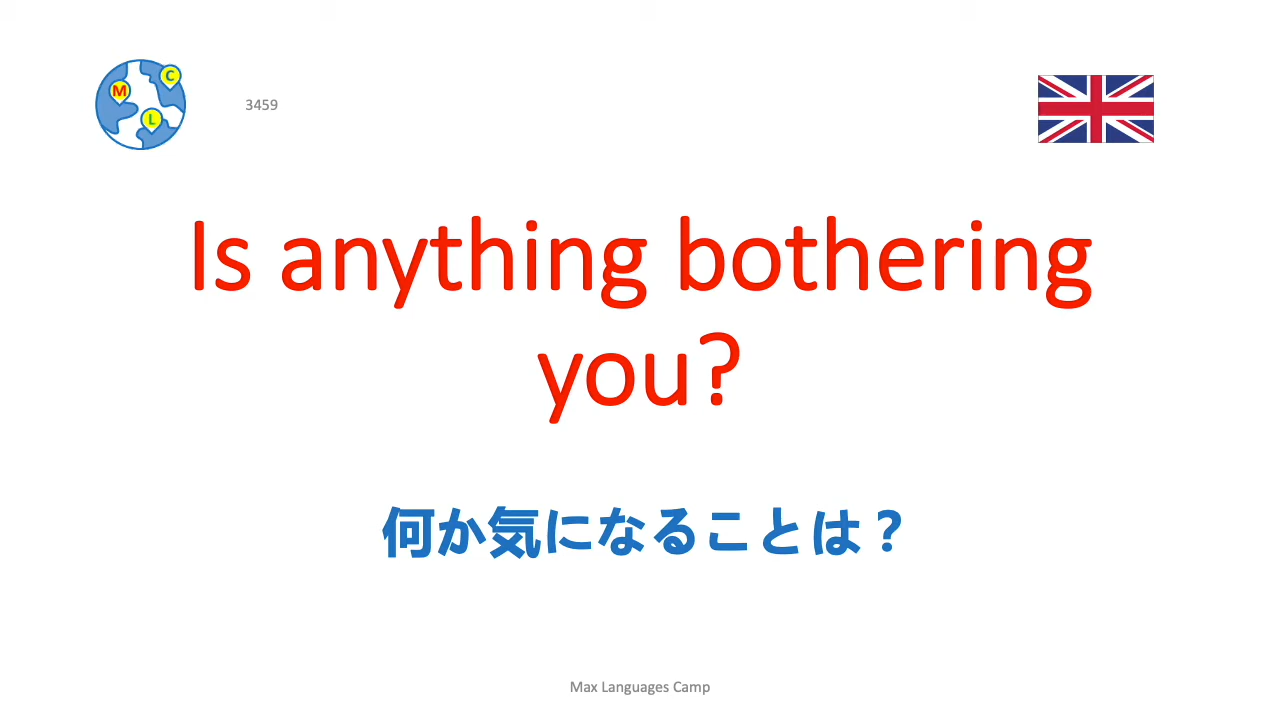 C
M
L
3459
Is anything bothering
you?
何か気になることは？
Max Languages Camp